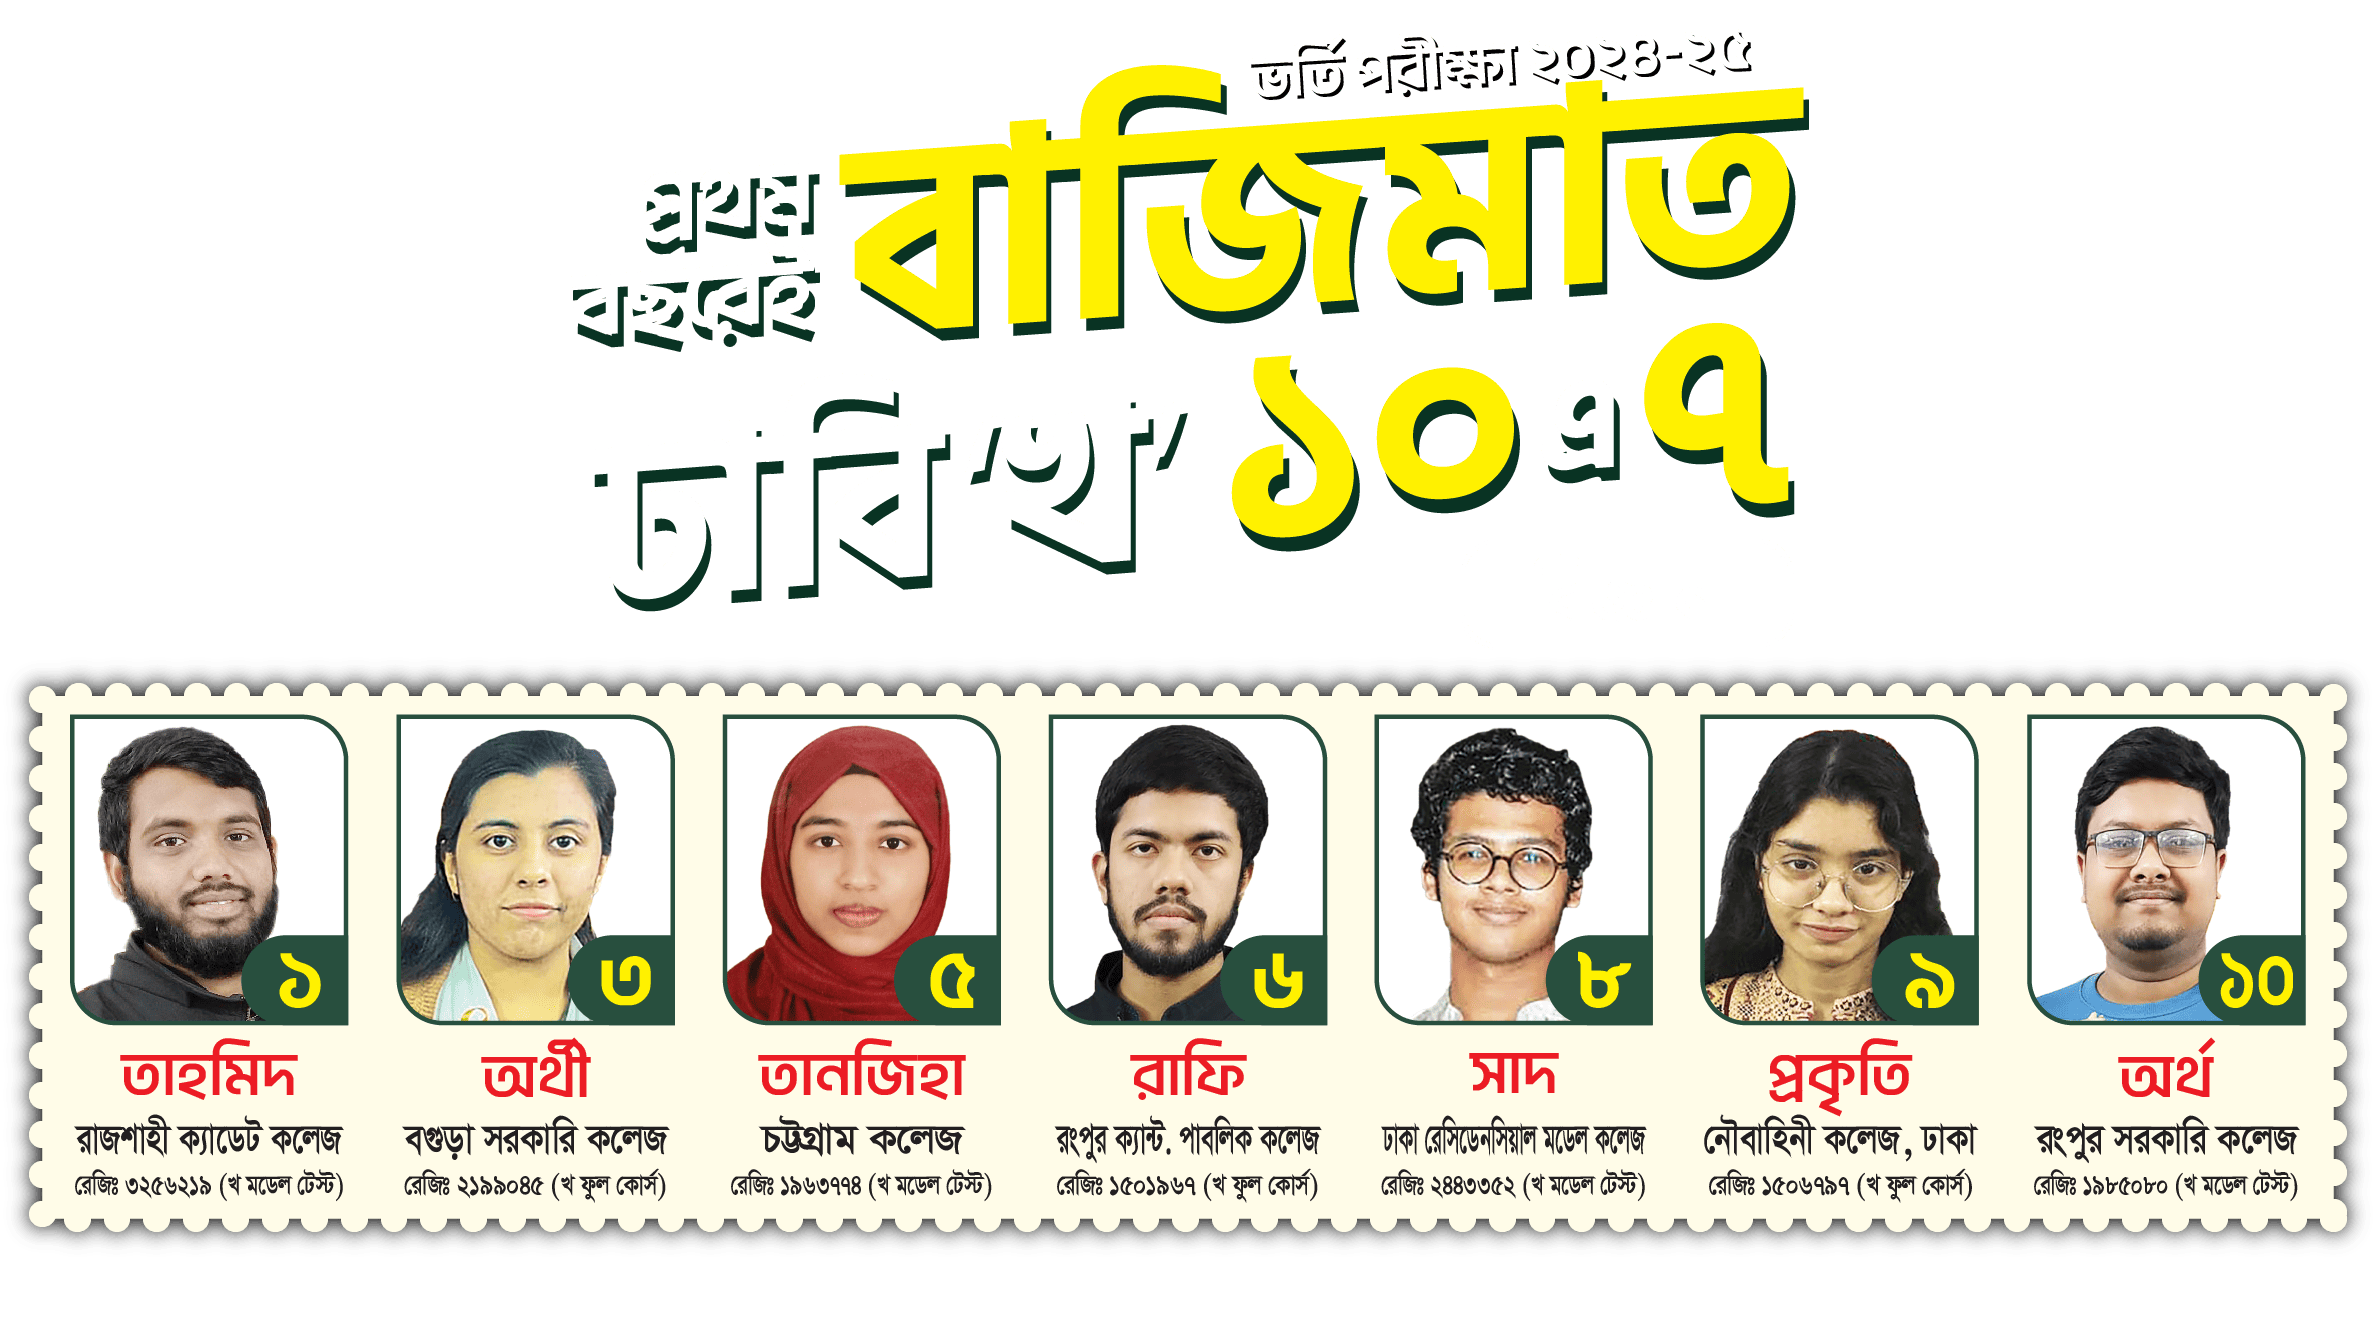 ভর্তি পরীক্ষা ২০২৪-২৫
প্রথম
বছরেই
বাজিমাত
ঢাবি 'খ' ১০ এ ৭
১
তাহমিদ
রাজশাহী ক্যাডেট কলেজ
রেজিঃ ৩২৫৬২১৯ (খ মডেল টেস্ট)
৩
অর্থী
বগুড়া সরকারি কলেজ
রেজিঃ ২১৯৯০৪৫ (খ ফুল কোর্স)
৫
তানজিহা
চট্টগ্রাম কলেজ
রেজিঃ ১৯৬৩৭৭৪ (খ মডেল টেস্ট)
৬
রাফি
রংপুর ক্যান্ট. পাবলিক কলেজ
রেজিঃ ১৫০১৯৬৭ (খ ফুল কোর্স)
৮
সাদ
ঢাকা রেসিডেনসিয়াল মডেল কলেজ
রেজিঃ ২৪৪৩৩৫২ (খ মডেল টেস্ট)
৯
প্রকৃতি
নৌবাহিনী কলেজ, ঢাকা
রেজিঃ ১৫০৬৭৯৭ (খ ফুল কোর্স)
১০
অর্থ
রংপুর সরকারি কলেজ
রেজিঃ ১৯৮৫০৮০ (খ মডেল টেস্ট)